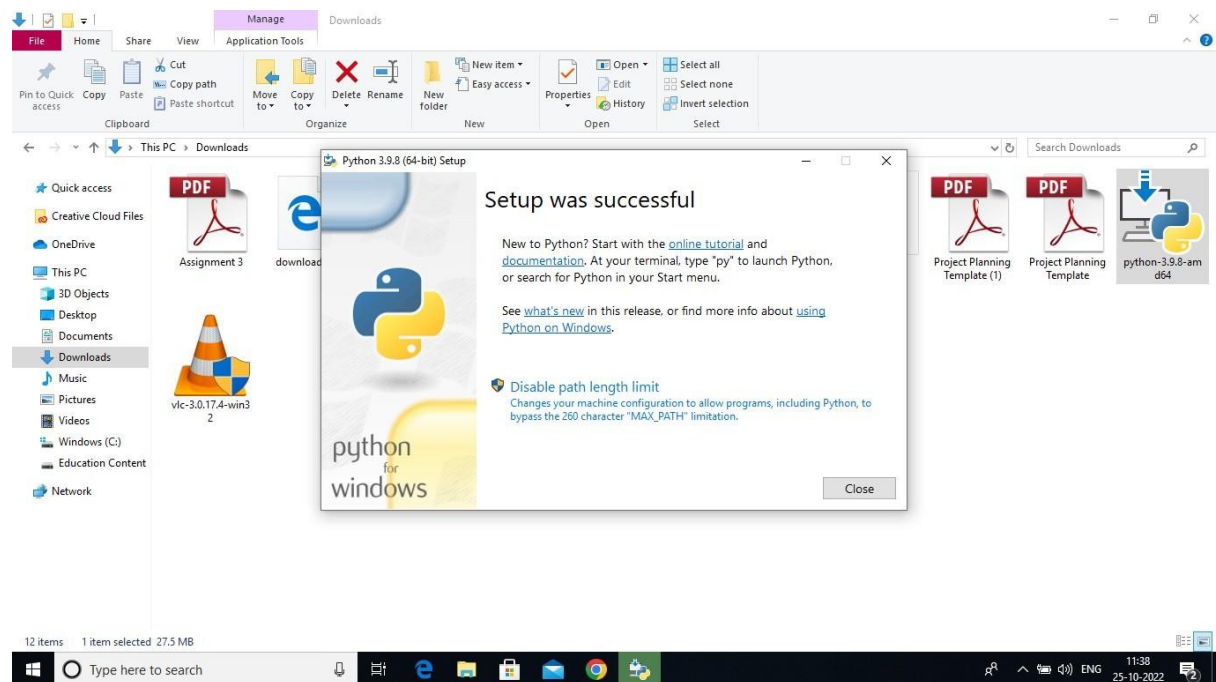 Manage
Downloads
File
Home
Share
View
Application Tools
Pin to Quick
access
Copy
Paste
Cut
Copy path
Paste shortcut
Clipboard
Move
to
Copy
to
Delete
Rename
Organize
New
folder
New item
Easy access
New
Properties
Open
Edit
History
Open
Select all
Select none
Invert selection
Select
This PC
Downloads
Search Downloads
Quick access
Creative Cloud Files
OneDrive
This PC
3D Objects
Desktop
Documents
Downloads
Music
Pictures
Videos
Windows (C:)
Education Content
Network
PDF
Assignment 3
download
vlc-3.0.17.4-win3
2
Python 3.9.8 (64-bit) Setup
Setup was successful
New to Python? Start with the online tutorial and
documentation. At your terminal, type "py" to launch Python,
or search for Python in your Start menu.
See what's new in this release, or find more info about using
Python on Windows.
Disable path length limit
Changes your machine configuration to allow programs, including Python, to
bypass the 260 character "MAX_PATH" limitation.
python
for
windows
Close
PDF
Project Planning
Template (1)
PDF
Project Planning
Template
python-3.9.8-am
d64
12 items
1 item selected 27.5 MB
Type here to search
ENG
11:38
25-10-2022
2